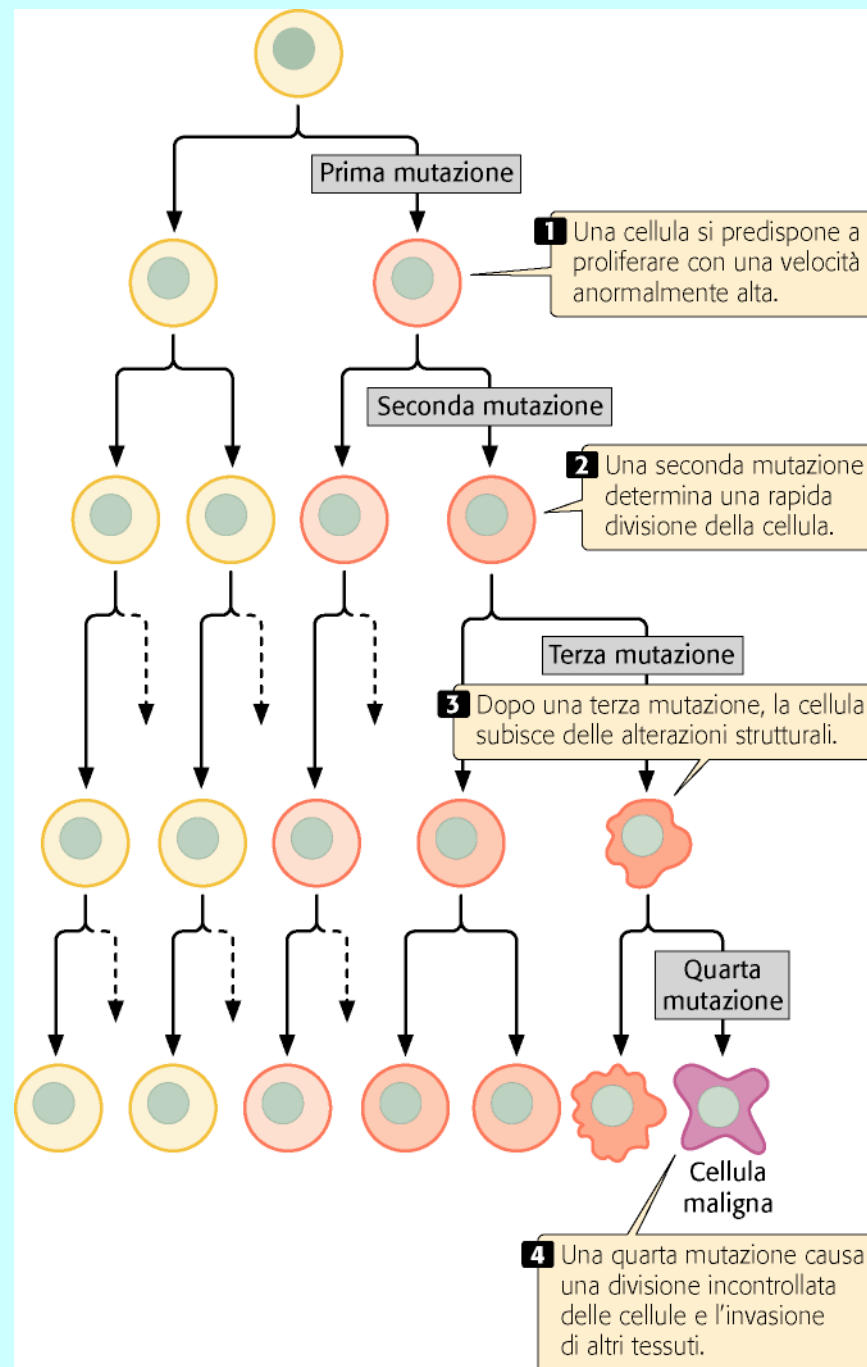 Prima mutazione
1 Una cellula si predispone a
proliferare con una velocità
anormalmente alta.
Seconda mutazione
2 Una seconda mutazione
determina una rapida
divisione della cellula.
Terza mutazione
3 Dopo una terza mutazione, la cellula
subisce delle alterazioni strutturali.
Quarta
mutazione
Cellula
maligna
4 Una quarta mutazione causa
una divisione incontrollata
delle cellule e l’invasione
di altri tessuti.